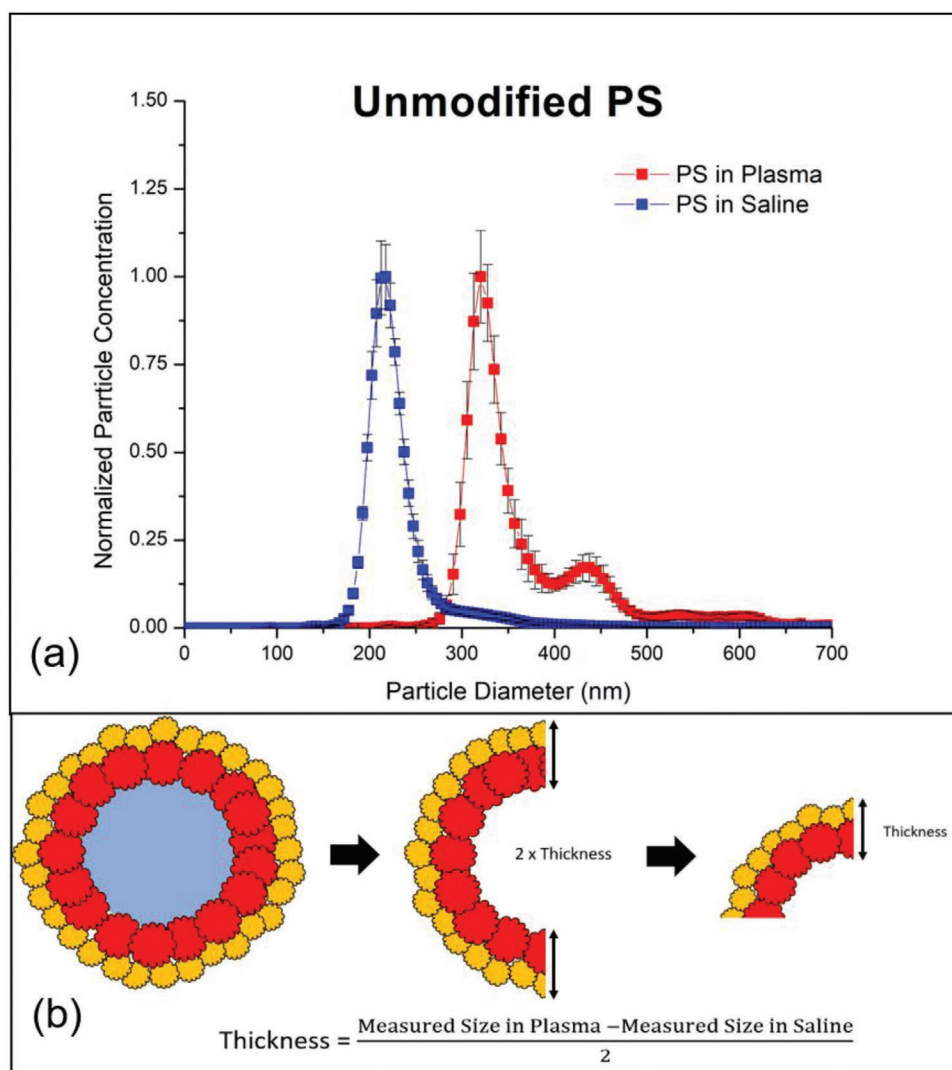 Unmodified PS
PS in Plasma
PS in Saline
1.50
1.25
1.00
0.75
0.50
0.25
0.00
Normalized Parrticle Concentration
0 100 200 300 400 500 600 700
Particle Diameter (nm)
(a)
2 x Thickness
Thickness
(b)
Thickness = Measured Size in Plasma −Measured Size in Saline
2